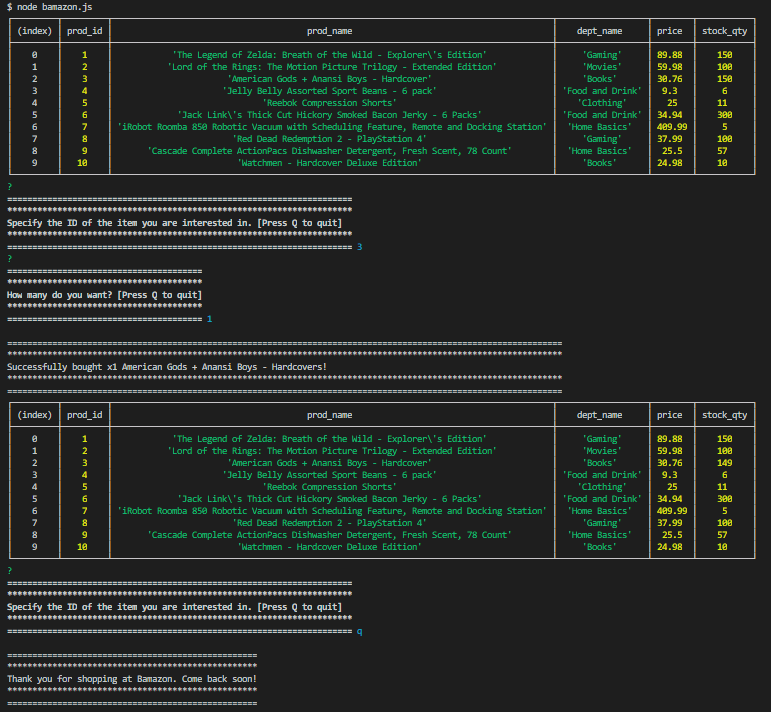 $ node bamazon.js
(index) prod_id prod_name dept_name price stock_qty
0 1 'The Legend of Zelda: Breath of the Wild - Explorer\'s Edition' 'Gaming' 89.88 150
1 2 'Lord of the Rings: The Motion Picture Trilogy - Extended Edition' 'Movies' 59.98 100
2 3 'American Gods + Anansi Boys - Hardcover' 'Books' 30.76 150
3 4 'Jelly Belly Assorted Sport Beans - 6 pack' 'Food and Drink' 9.3 6
4 5 'Reebok Compression Shorts' 'Clothing' 25 11
5 6 'Jack Link\'s Thick Cut Hickory Smoked Bacon Jerky - 6 Packs' 'Food and Drink' 34.94 300
6 7 'iRobot Roomba 850 Robotic Vacuum with Scheduling Feature, Remote and Docking Station' 'Home Basics' 409.99 5
7 8 'Red Dead Redemption 2 - PlayStation 4' 'Gaming' 37.99 100
8 9 'Cascade Complete ActionPacs Dishwasher Detergent, Fresh Scent, 78 Count' 'Home Basics' 25.5 57
9 10 'Watchmen - Hardcover Deluxe Edition' 'Books' 24.98 10
?
=====================================================================
*********************************************************************
Specify the ID of the item you are interested in. [Press Q to quit]
*********************************************************************
===================================================================== 3
?
=======================================
***************************************
How many do you want? [Press Q to quit]
***************************************
======================================= 1
===============================================================================================================
***************************************************************************************************************
Successfully bought x1 American Gods + Anansi Boys - Hardcovers!
***************************************************************************************************************
===============================================================================================================
(index) prod_id prod_name dept_name price stock_qty
0 1 'The Legend of Zelda: Breath of the Wild - Explorer\'s Edition' 'Gaming' 89.88 150
1 2 'Lord of the Rings: The Motion Picture Trilogy - Extended Edition' 'Movies' 59.98 100
2 3 'American Gods + Anansi Boys - Hardcover' 'Books' 30.76 149
3 4 'Jelly Belly Assorted Sport Beans - 6 pack' 'Food and Drink' 9.3 6
4 5 'Reebok Compression Shorts' 'Clothing' 25 11
5 6 'Jack Link\'s Thick Cut Hickory Smoked Bacon Jerky - 6 Packs' 'Food and Drink' 34.94 300
6 7 'iRobot Roomba 850 Robotic Vacuum with Scheduling Feature, Remote and Docking Station' 'Home Basics' 409.99 5
7 8 'Red Dead Redemption 2 - PlayStation 4' 'Gaming' 37.99 100
8 9 'Cascade Complete ActionPacs Dishwasher Detergent, Fresh Scent, 78 Count' 'Home Basics' 25.5 57
9 10 'Watchmen - Hardcover Deluxe Edition' 'Books' 24.98 10
?
=====================================================================
*********************************************************************
Specify the ID of the item you are interested in. [Press Q to quit]
*********************************************************************
===================================================================== q
==================================================
**************************************************
Thank you for shopping at Bamazon. Come back soon!
**************************************************
==================================================